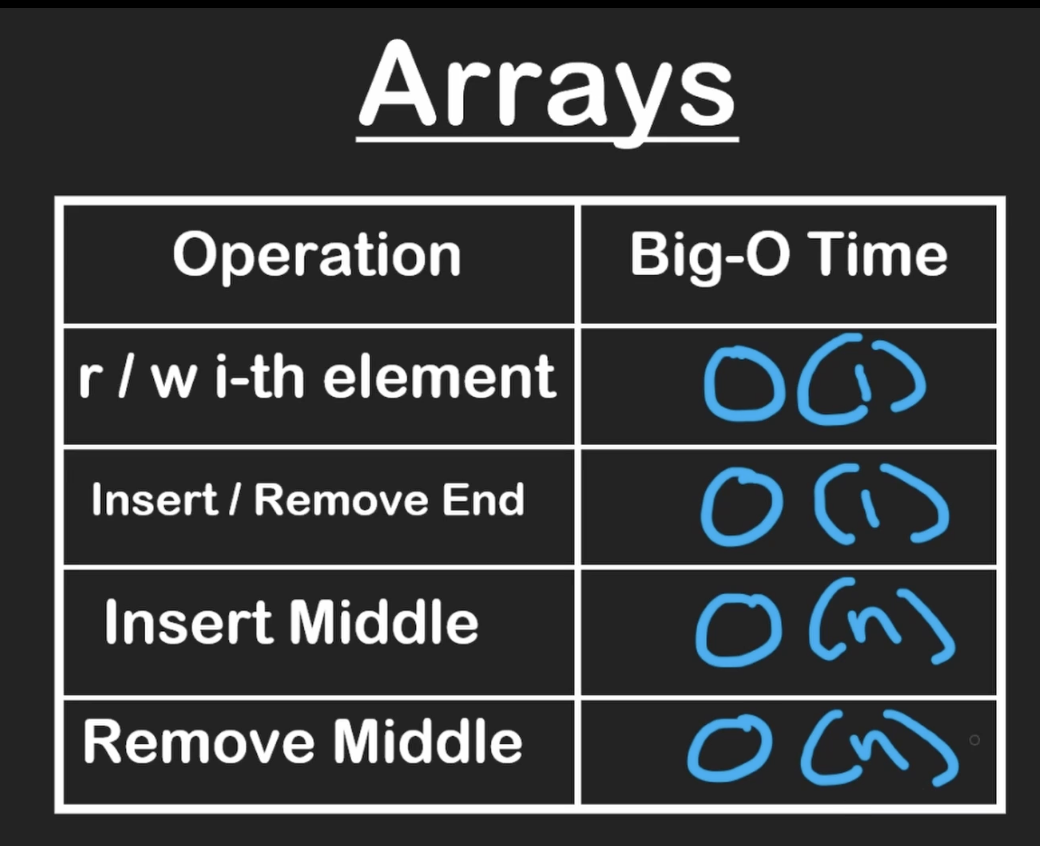 Arrays
Operation Big-O Time
r / w i-th element O(1)
Insert / Remove End O(1)
Insert Middle O(n)
Remove Middle O(n)